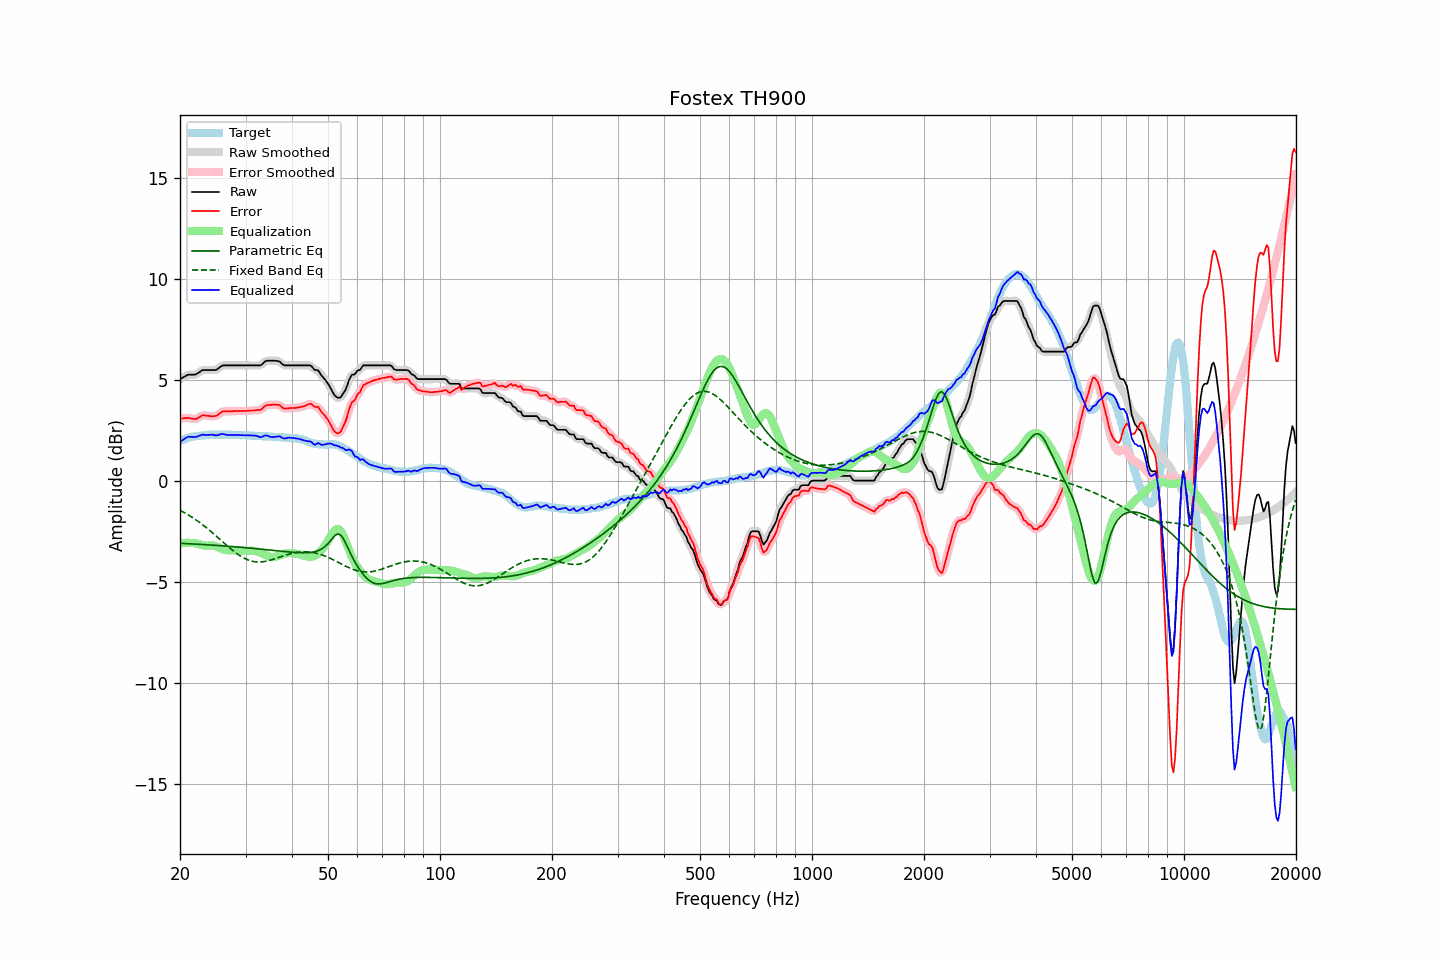 Fostex TH900
Target
Raw Smoothed
Error Smoothed
Raw
Error
Equalization
Parametric Eq
Fixed Band Eq
Equalized
Amplitude (dBr)
15
10
5
0
−5
−10
−15
20
50
100
200
500
1000
2000
5000
10000
20000
Frequency (Hz)